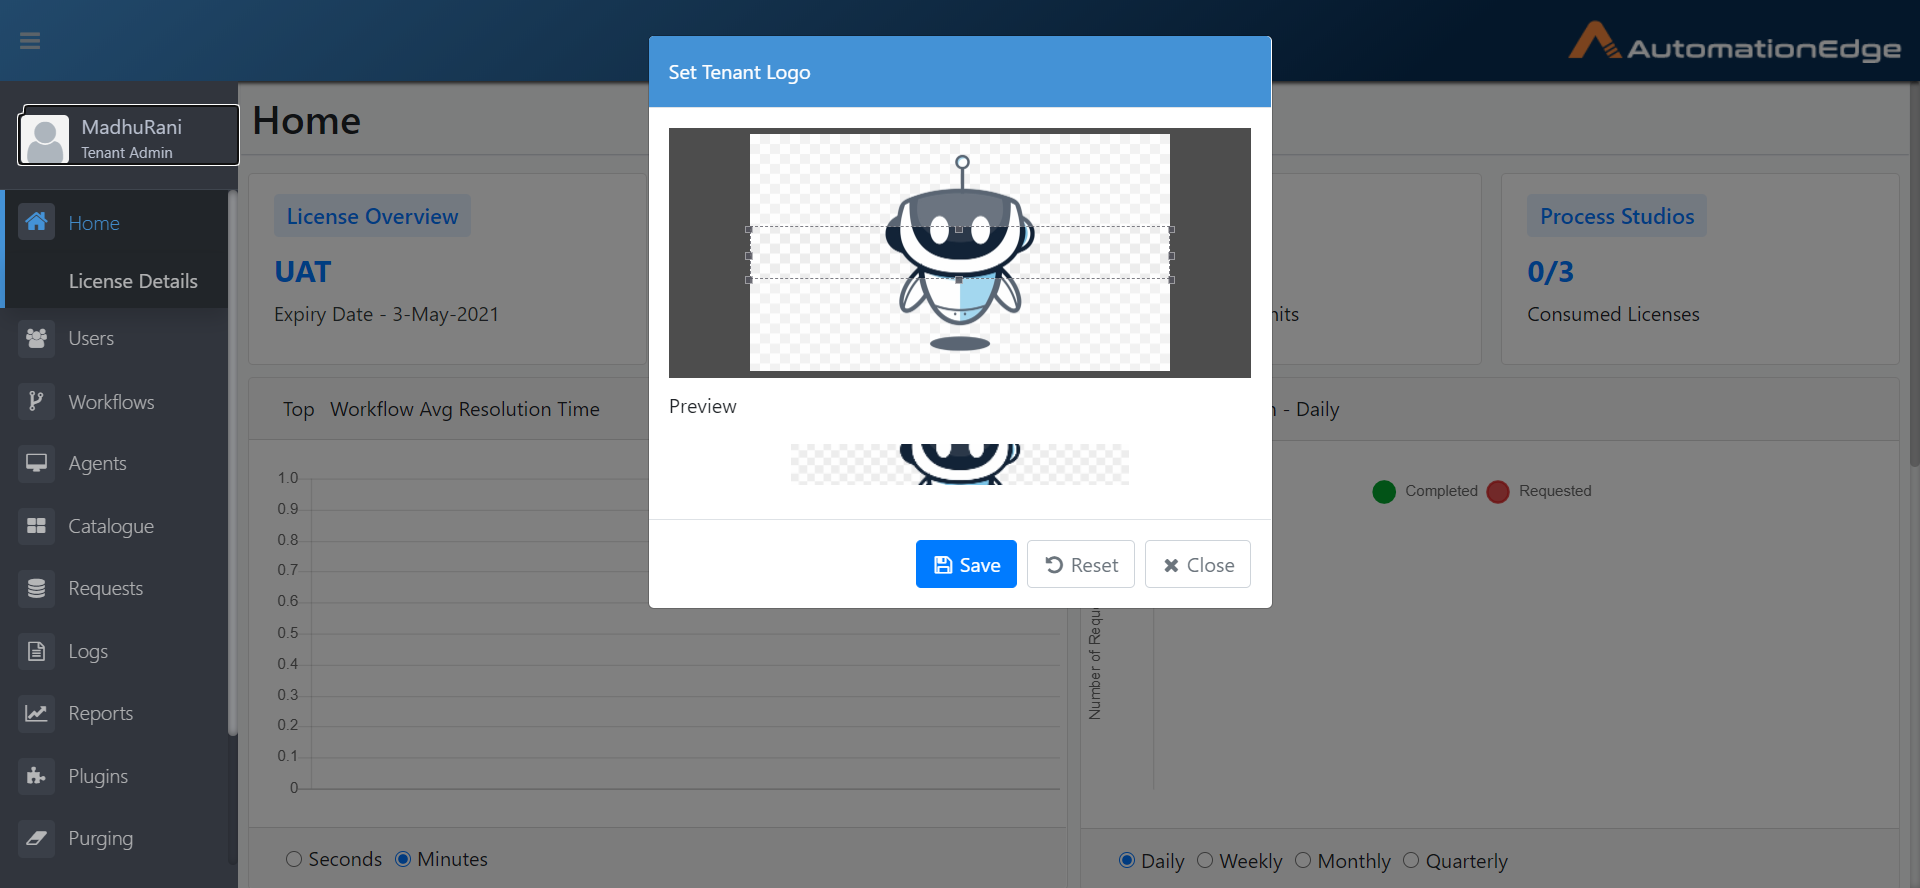 AutomationEdge
Set Tenant Logo
MadhuRani
Tenant Admin
Home
Home
License Details
Users
Workflows
Agents
Catalogue
Requests
Logs
Reports
Plugins
Purging
License Overview
UAT
Expiry Date - 3-May-2021
Process Studios
0/3
Consumed Licenses
Preview
Save
Reset
Close
Top Workflow Avg Resolution Time
1.0
0.9
0.8
0.7
0.6
0.5
0.4
0.3
0.2
0.1
0
Seconds
Minutes
- Daily
Completed
Requested
Number of Requ
Daily
Weekly
Monthly
Quarterly